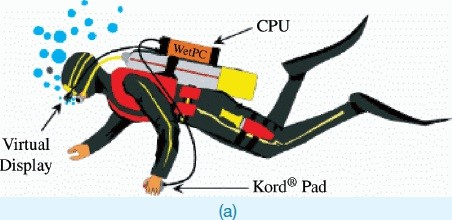 CPU
WetPC
Virtual
Display
Kord® Pad
(a)